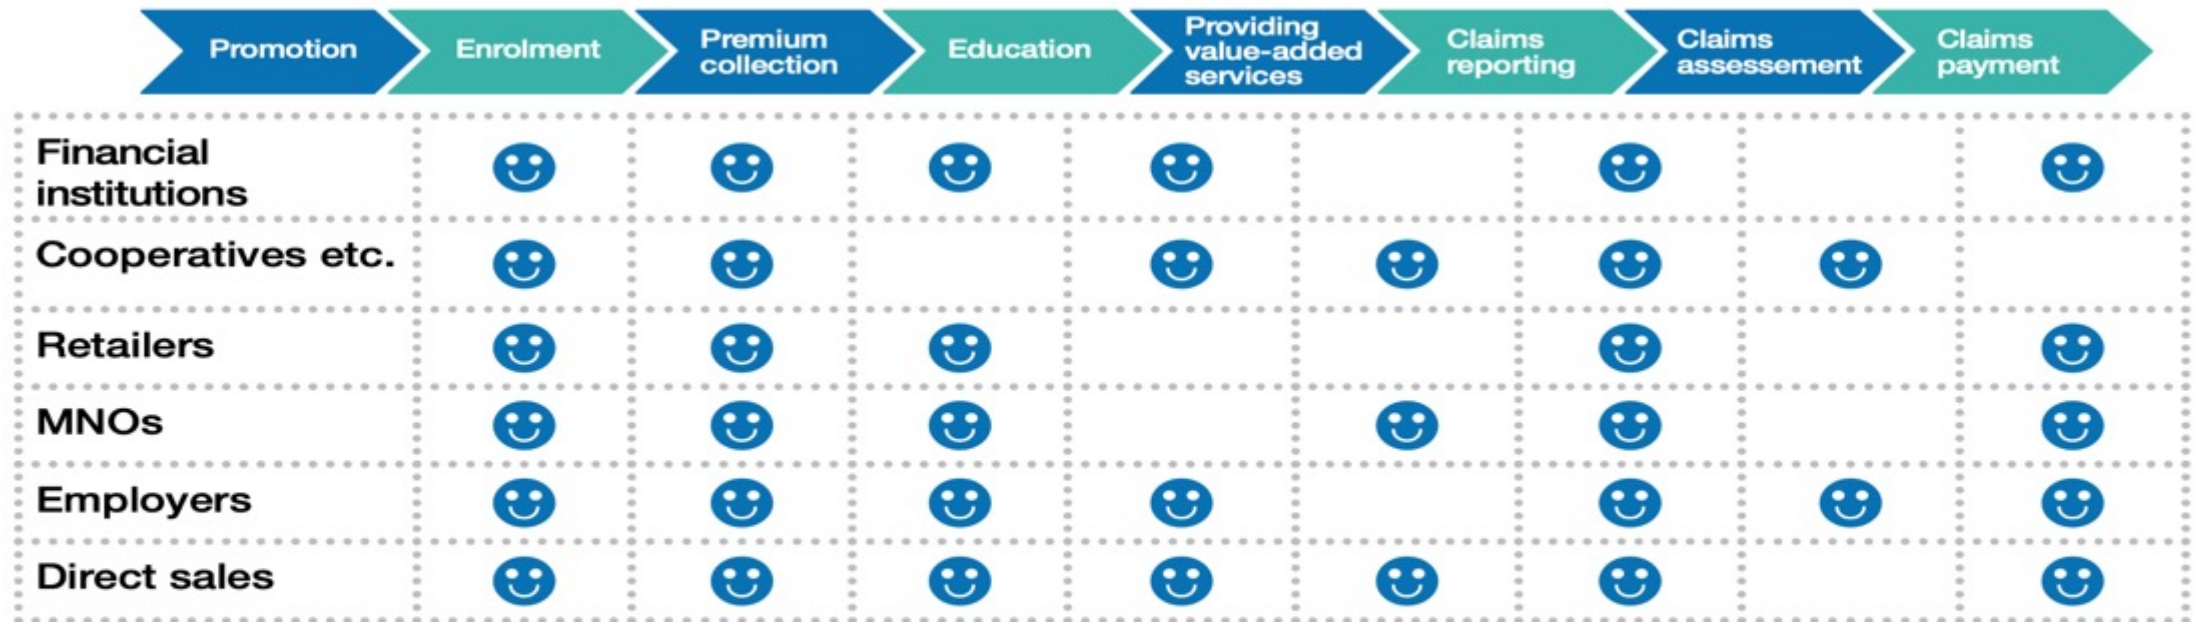 Promotion
Enrolment
Premium
collection
Education
Providing
value-added
services
Claims
reporting
Claims
assessement
Claims
payment
Financial
institutions
Cooperatives etc.
Retailers
MNOs
Employers
Direct sales